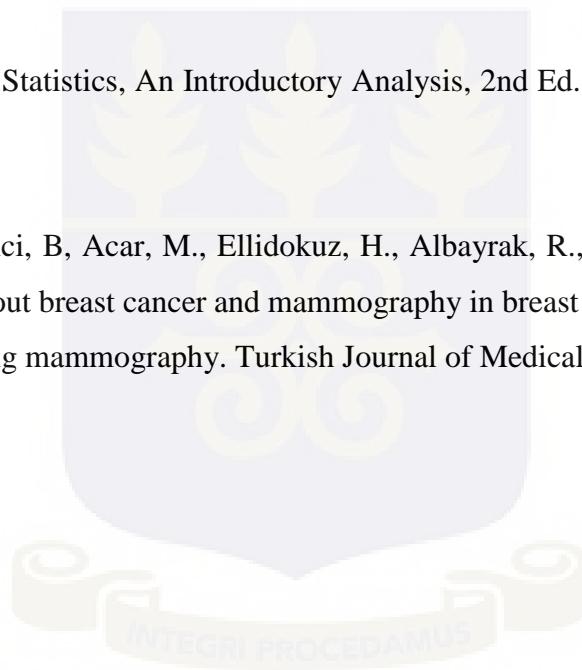 Statistics, An Introductory Analysis, 2nd Ed.
ci, B, Acar, M., Ellidokuz, H., Albayrak, R.,
out breast cancer and mammography in breast
g mammography. Turkish Journal of Medical
INTEGRI PROCEDAMUS